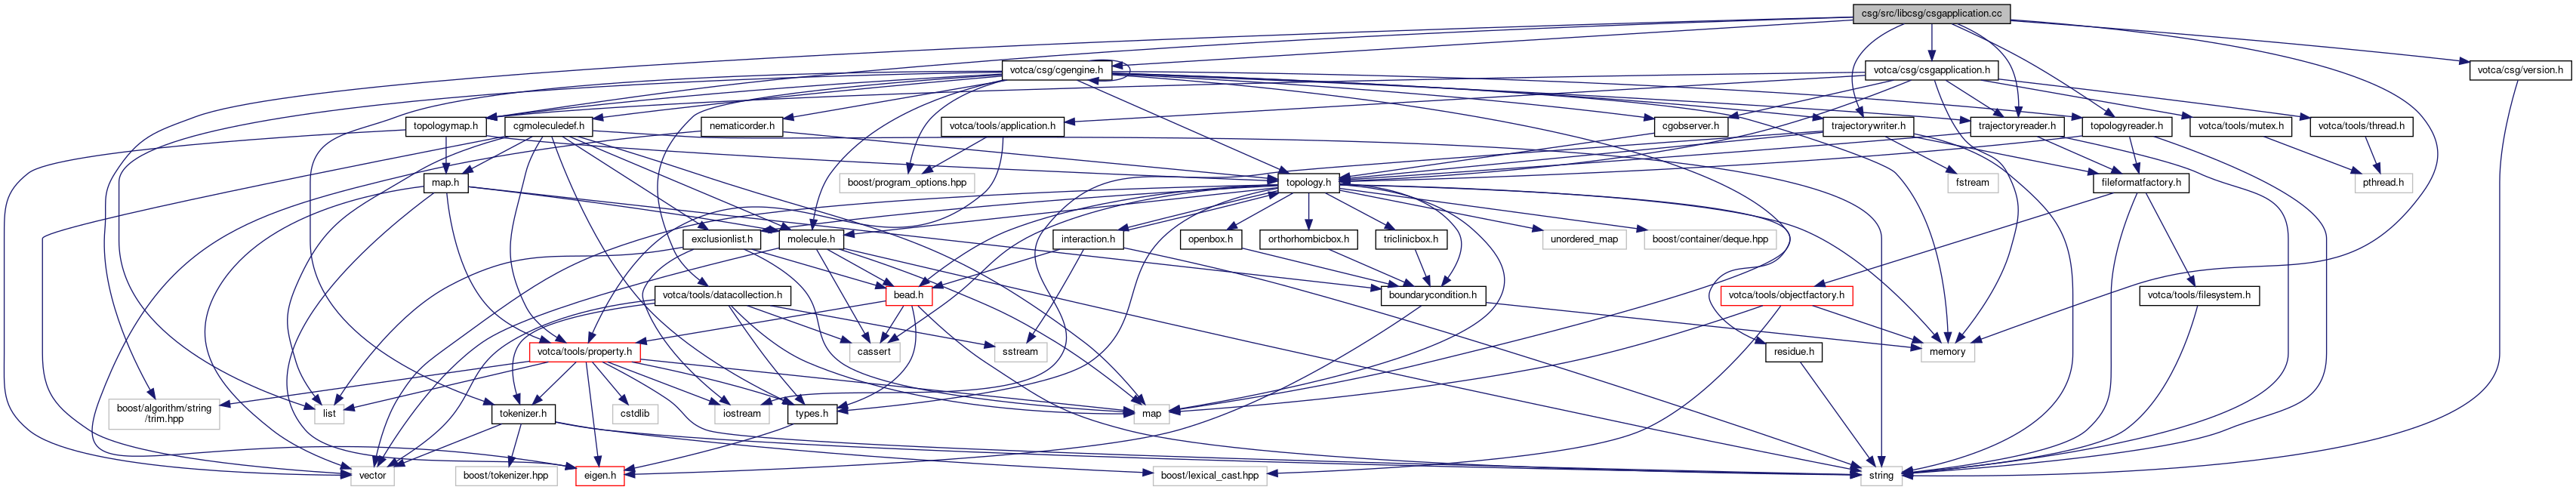 csg/src/libcsg/csgapplication.cc
votca/csg/cgengine.h
votca/csg/csgapplication.h
votca/csg/version.h
topologymap.h
cgmoleculedef.h
nematicorder.h
votca/tools/application.h
cgobserver.h
trajectorywriter.h
trajectoryreader.h
topologyreader.h
votca/tools/mutex.h
votca/tools/thread.h
map.h
boost/program_options.hpp
topology.h
fstream
fileformatfactory.h
pthread.h
exclusionlist.h
molecule.h
interaction.h
openbox.h
orthorhombicbox.h
triclinicbox.h
unordered_map
boost/container/deque.hpp
votca/tools/datacollection.h
bead.h
boundarycondition.h
votca/tools/objectfactory.h
votca/tools/filesystem.h
votca/tools/property.h
cassert
sstream
residue.h
memory
boost/algorithm/string
/trim.hpp
list
tokenizer.h
cstdlib
iostream
types.h
map
vector
boost/tokenizer.hpp
eigen.h
boost/lexical_cast.hpp
string